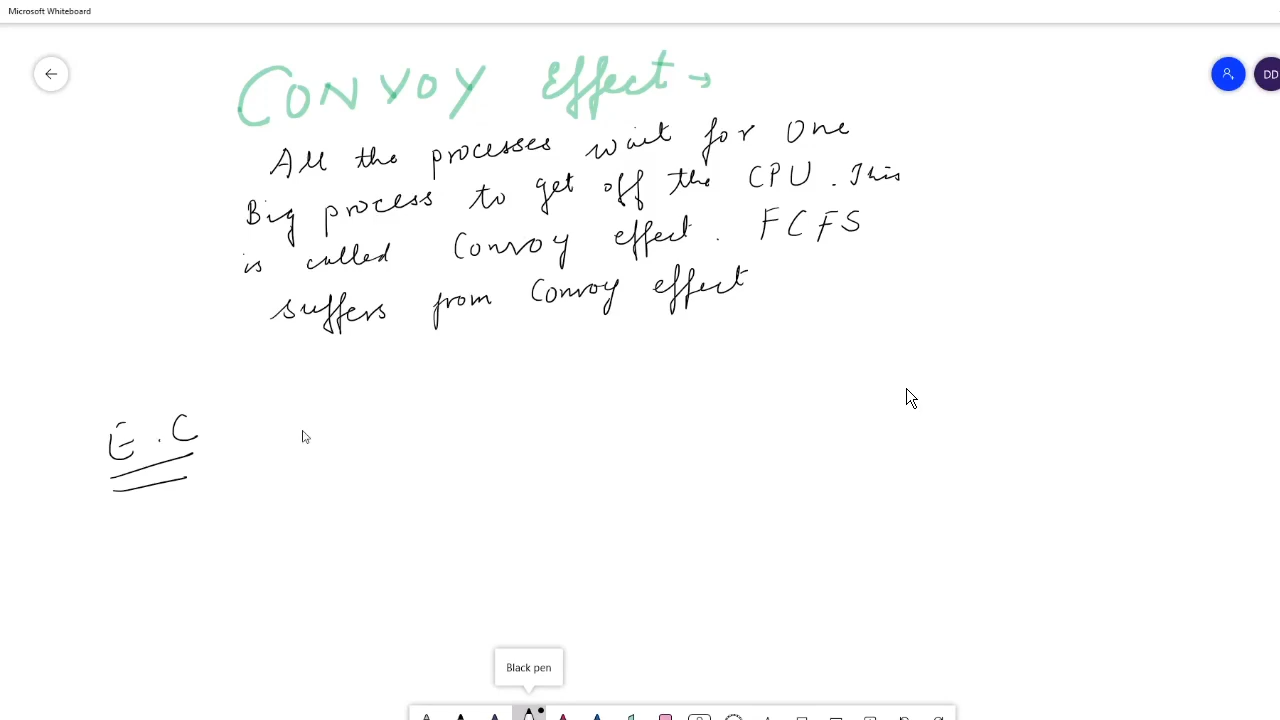 Microsoft Whiteboard
CONVOY Effect →
DD
All the processes wait for one
Big process to get off the CPU. This
is called Convoy effect. FCFS
suffers from Convoy effect
E.C
Black pen